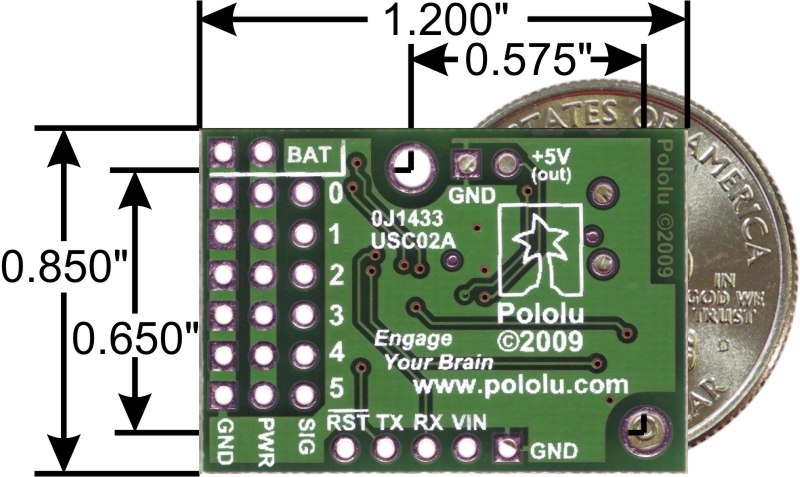 1.200"
0.575"
0.850"
0.650"
BAT
0
1
2
3
4
5
GND
PWR
SIG
GND
+5V
(out)
0J1433
USC02A
Pololu
©2009
Engage
Your Brain
www.pololu.com
RST TX RX VIN
GND
Pololu ©2009
STATES OF AMERICA
IN
GOD WE
TRUST
D
AR